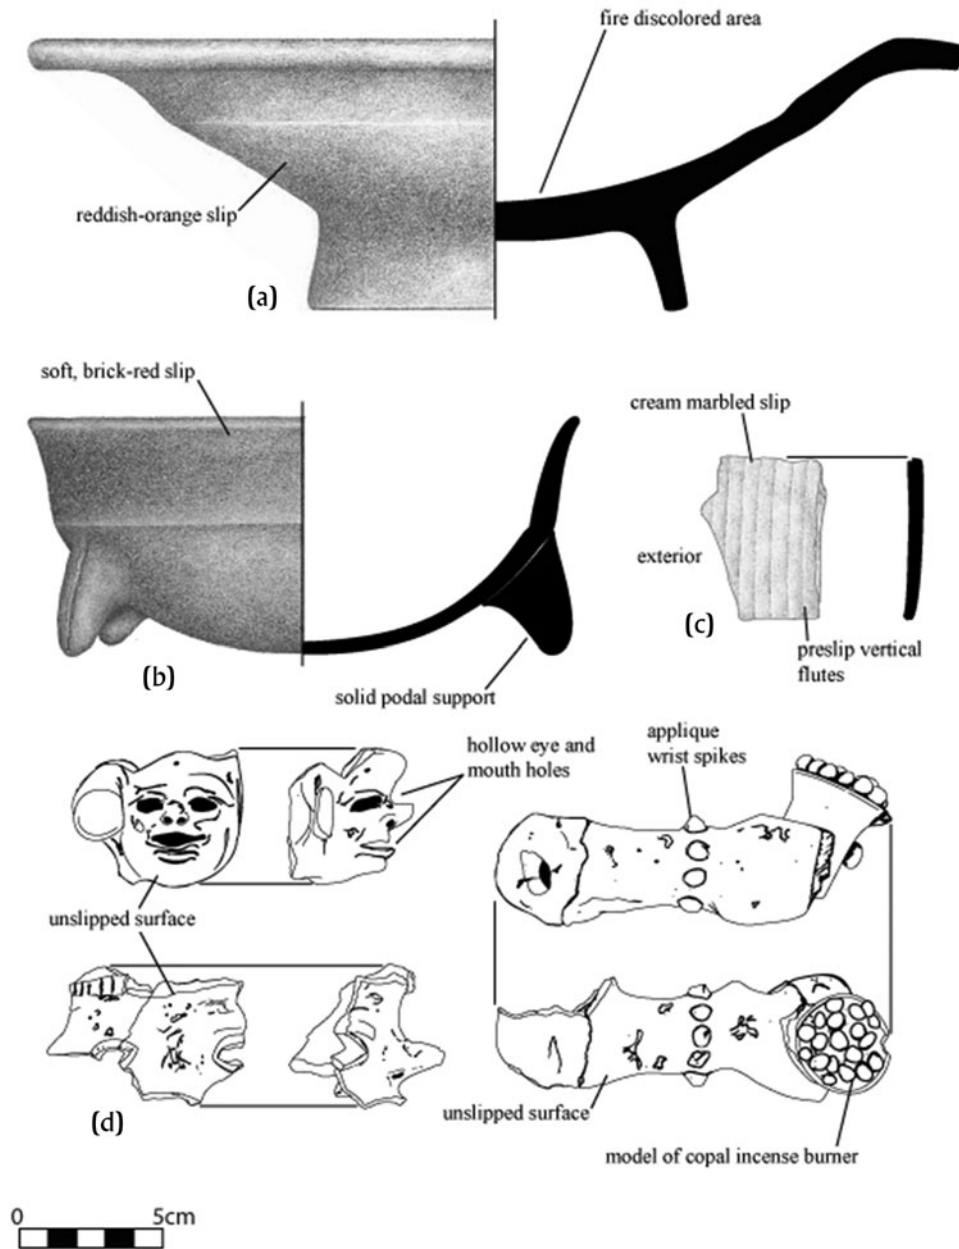 fire discolored area
reddish-orange slip
(a)
soft, brick-red slip
cream marbled slip
exterior
(c)
preslip vertical
flutes
(b)
solid podal support
hollow eye and
mouth holes
applique
wrist spikes
unslipped surface
(d)
unslipped surface
model of copal incense burner
0 5cm